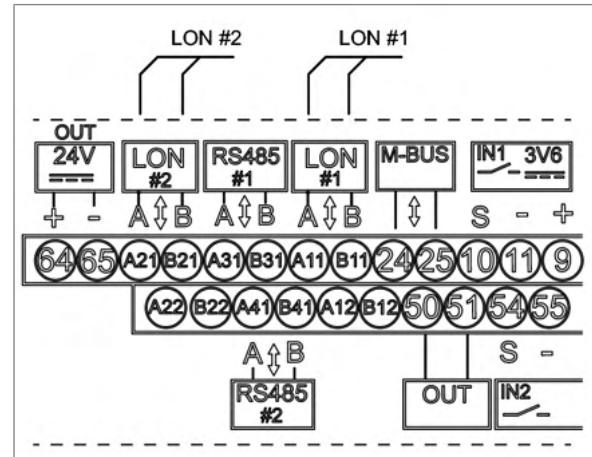 LON #2 LON #1
OUT
24V LON #2 RS485 #1 LON #1 M-BUS IN1 3V6
+ - A B A B A B S - +
64 65 A21 B21 A31 B31 A11 B11 24 25 10 11 9
A22 B22 A41 B41 A12 B12 50 51 54 55
A B S -
RS485 #2 OUT IN2